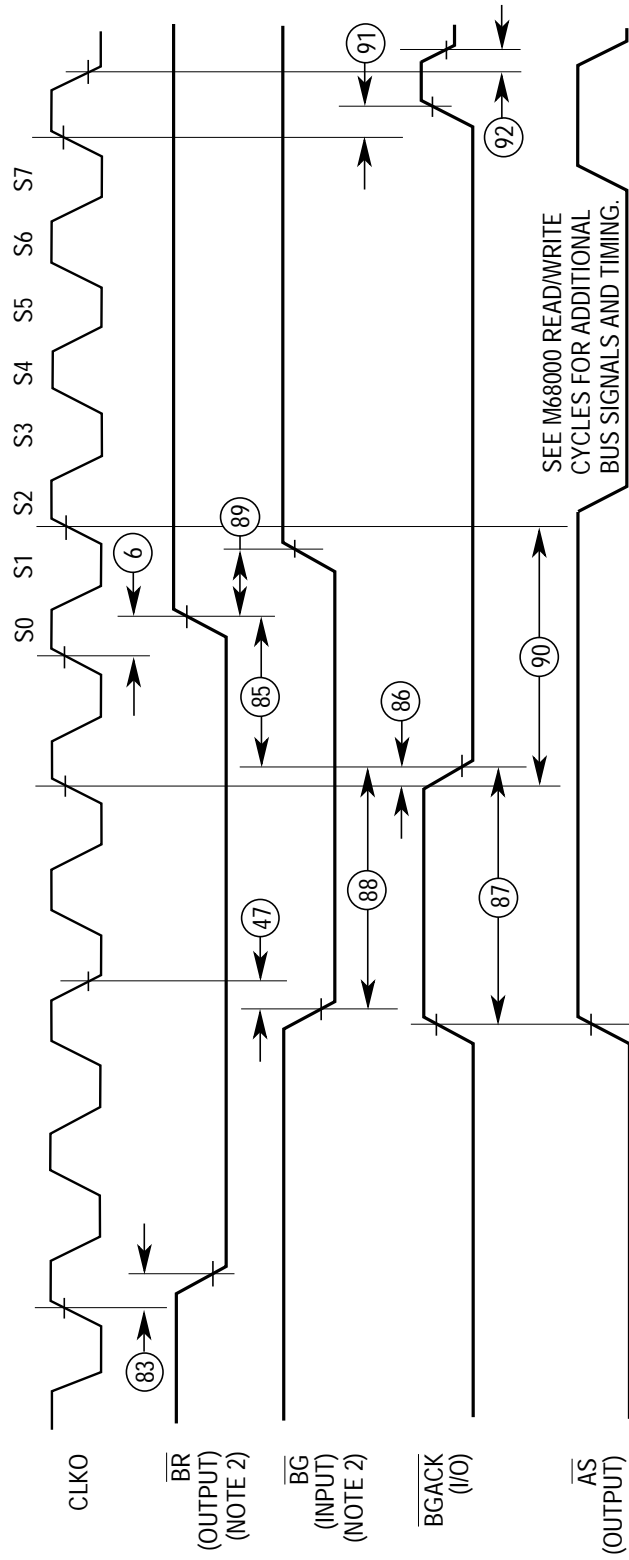 S0 S1 S2 S3 S4 S5 S6 S7
CLKO
83
6
BR
(OUTPUT)
(NOTE 2)
47
85
89
91
BG
(INPUT)
(NOTE 2)
88
86
BGACK
(I/O)
87
90
92
SEE M68000 READ/WRITE
CYCLES FOR ADDITIONAL
BUS SIGNALS AND TIMING.
AS
(OUTPUT)